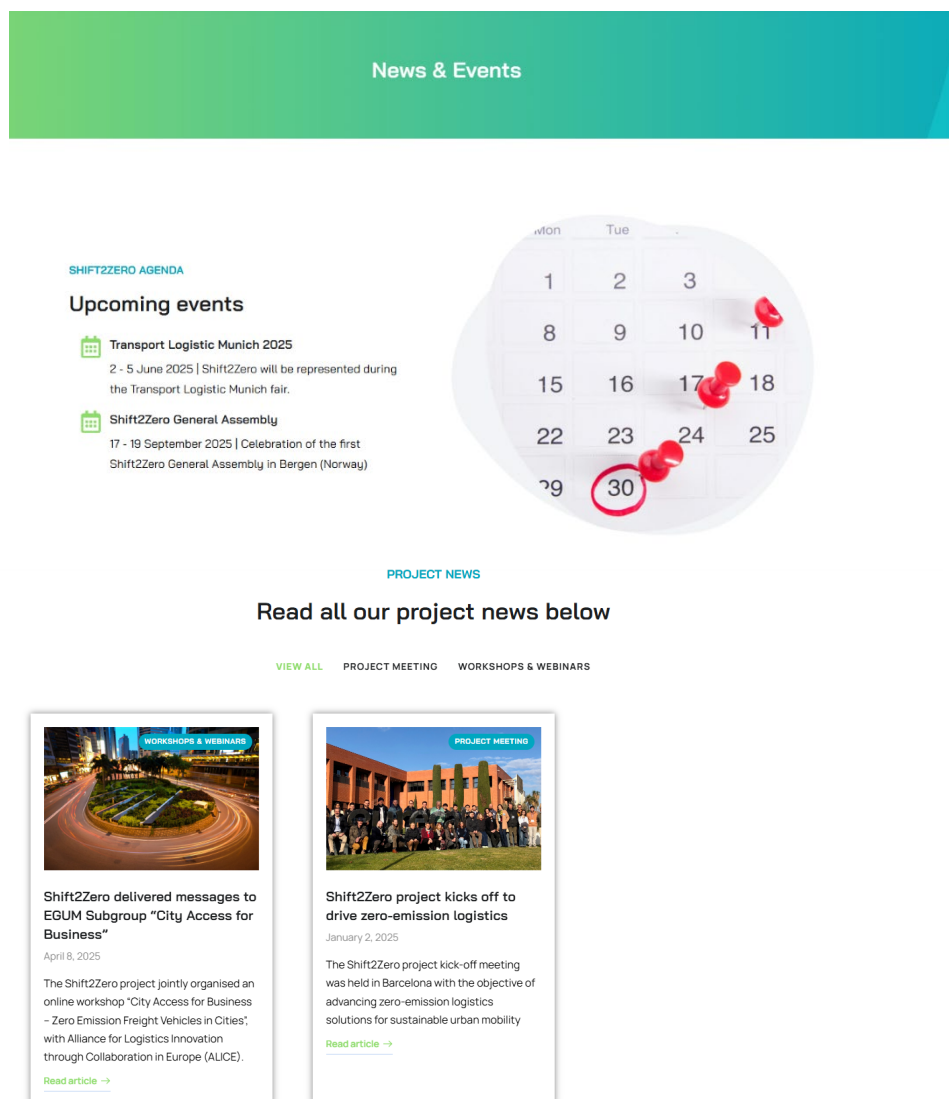 News & Events
SHIFT2ZERO AGENDA
Upcoming events
Transport Logistic Munich 2025
2 - 5 June 2025 | Shift2Zero will be represented during
the Transport Logistic Munich fair.
Shift2Zero General Assembly
17 - 19 September 2025 | Celebration of the first
Shift2Zero General Assembly in Bergen (Norway)
Mon Tue
1 2 3
8 9 10 11
15 16 17 18
22 23 24 25
29 30
PROJECT NEWS
Read all our project news below
VIEW ALL PROJECT MEETING WORKSHOPS & WEBINARS
WORKSHOPS & WEBINARS
Shift2Zero delivered messages to
EGUM Subgroup “City Access for
Business”
April 8, 2025
The Shift2Zero project jointly organised an
online workshop “City Access for Business
– Zero Emission Freight Vehicles in Cities”,
with Alliance for Logistics Innovation
through Collaboration in Europe (ALICE).
Read article →
PROJECT MEETING
Shift2Zero project kicks off to
drive zero-emission logistics
January 2, 2025
The Shift2Zero project kick-off meeting
was held in Barcelona with the objective of
advancing zero-emission logistics
solutions for sustainable urban mobility
Read article →